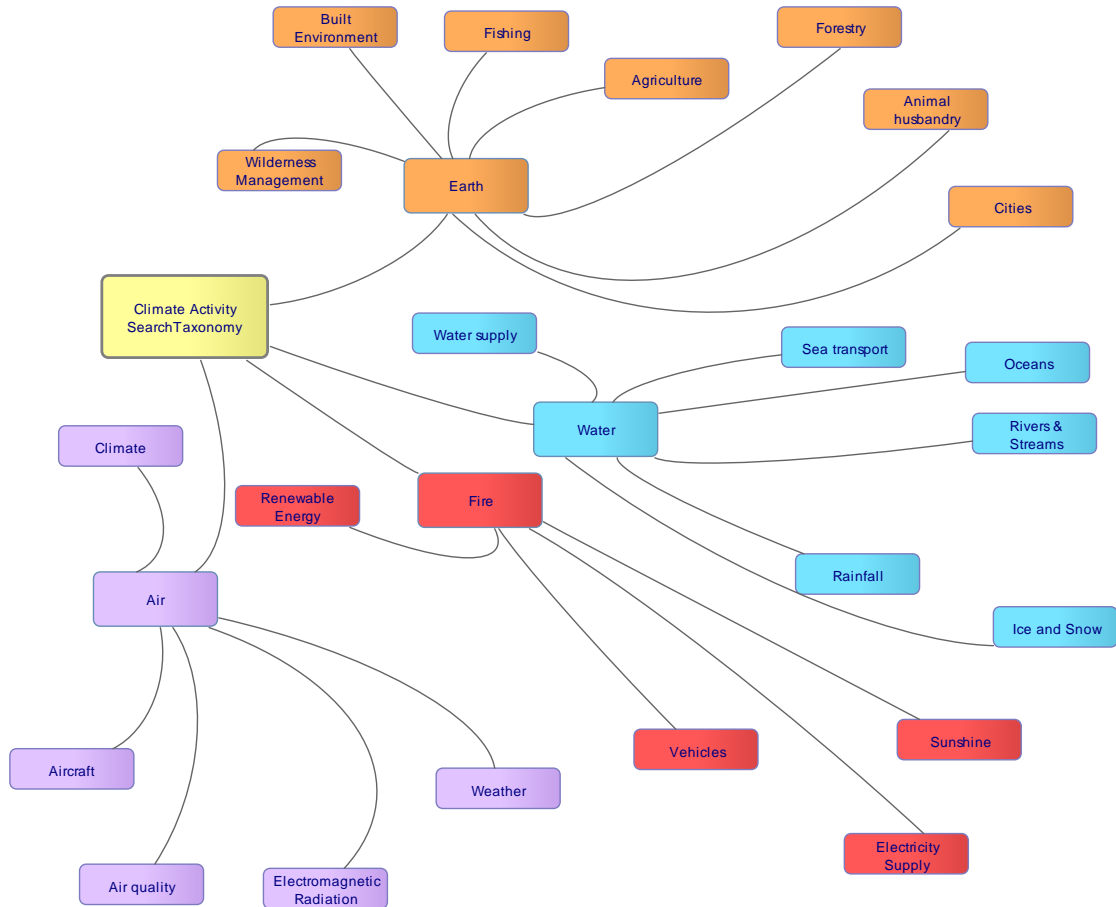 Built
Environment
Fishing
Forestry
Agriculture
Animal
husbandry
Wilderness
Management
Earth
Cities
Climate Activity
SearchTaxonomy
Water supply
Sea transport
Oceans
Water
Rivers &
Streams
Climate
Renewable
Energy
Fire
Rainfall
Air
Ice and Snow
Vehicles
Sunshine
Aircraft
Weather
Electricity
Supply
Air quality
Electromagnetic
Radiation